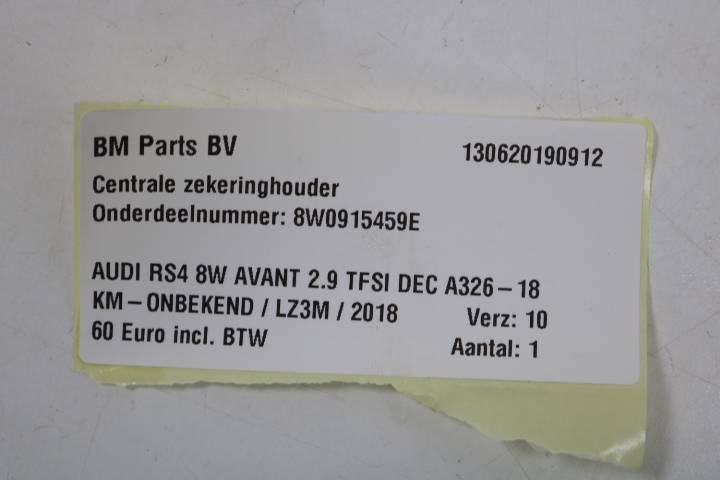 BM Parts BV 130620190912
Centrale zekeringhouder
Onderdeelnummer: 8W0915459E
AUDI RS4 8W AVANT 2.9 TFSI DEC A326-18
KM-ONBEKEND / LZ3M / 2018 Verz: 10
60 Euro incl. BTW Aantal: 1